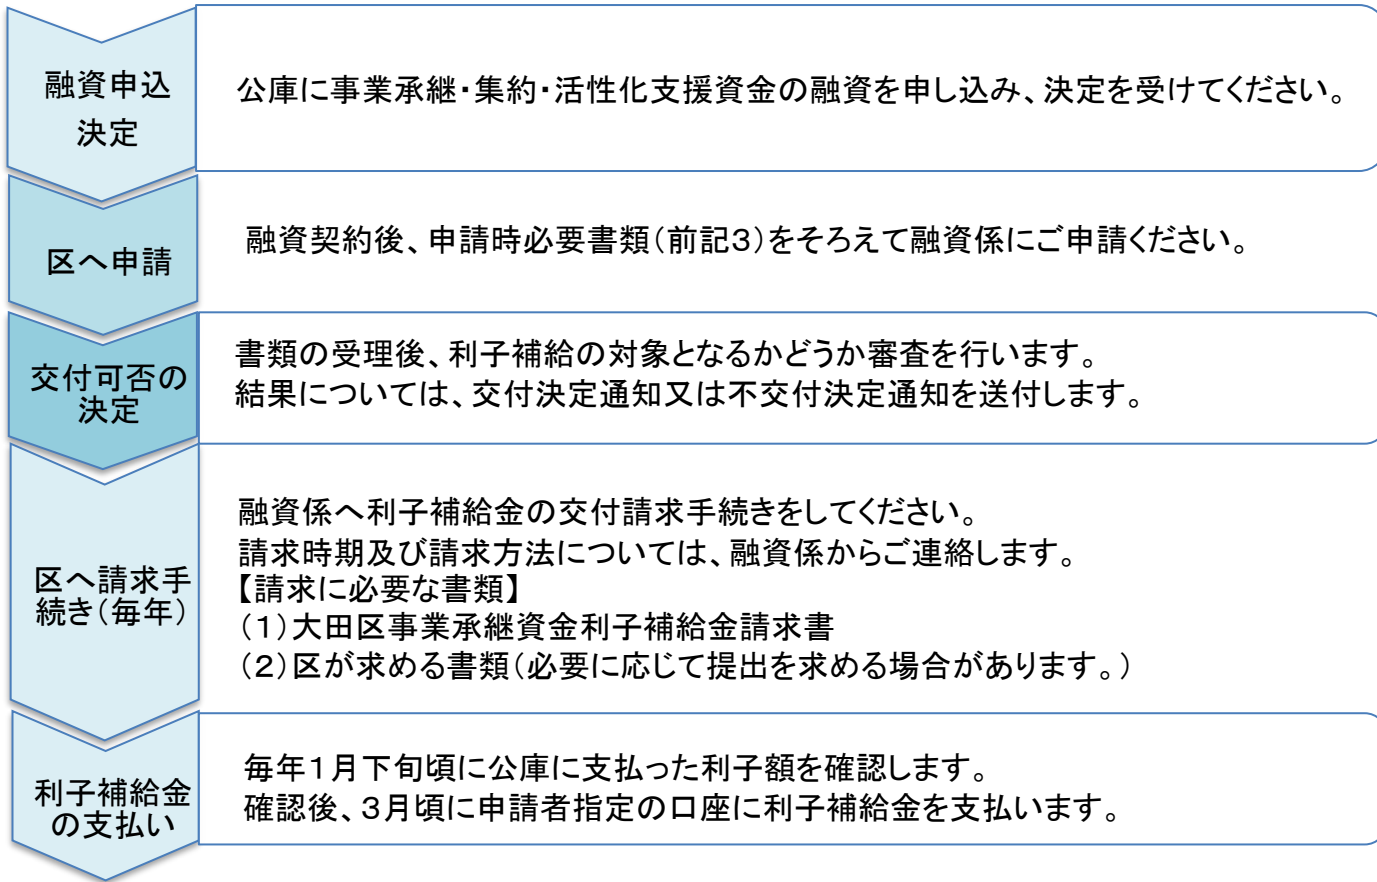 融資申込
決定
公庫に事業承継・集約・活性化支援資金の融資を申し込み、決定を受けてください。
区へ申請
融資契約後、申請時必要書類（前記３）をそろえて融資係にご申請ください。
交付可否の
決定
書類の受理後、利子補給の対象となるかどうか審査を行います。
結果については、交付決定通知又は不交付決定通知を送付します。
区へ請求手
続き（毎年）
融資係へ利子補給金の交付請求手続きをしてください。
請求時期及び請求方法については、融資係からご連絡します。
【請求に必要な書類】
（１）大田区事業承継資金利子補給金請求書
（２）区が求める書類（必要に応じて提出を求める場合があります。）
利子補給金
の支払い
毎年１月下旬頃に公庫に支払った利子額を確認します。
確認後、３月頃に申請者指定の口座に利子補給金を支払います。